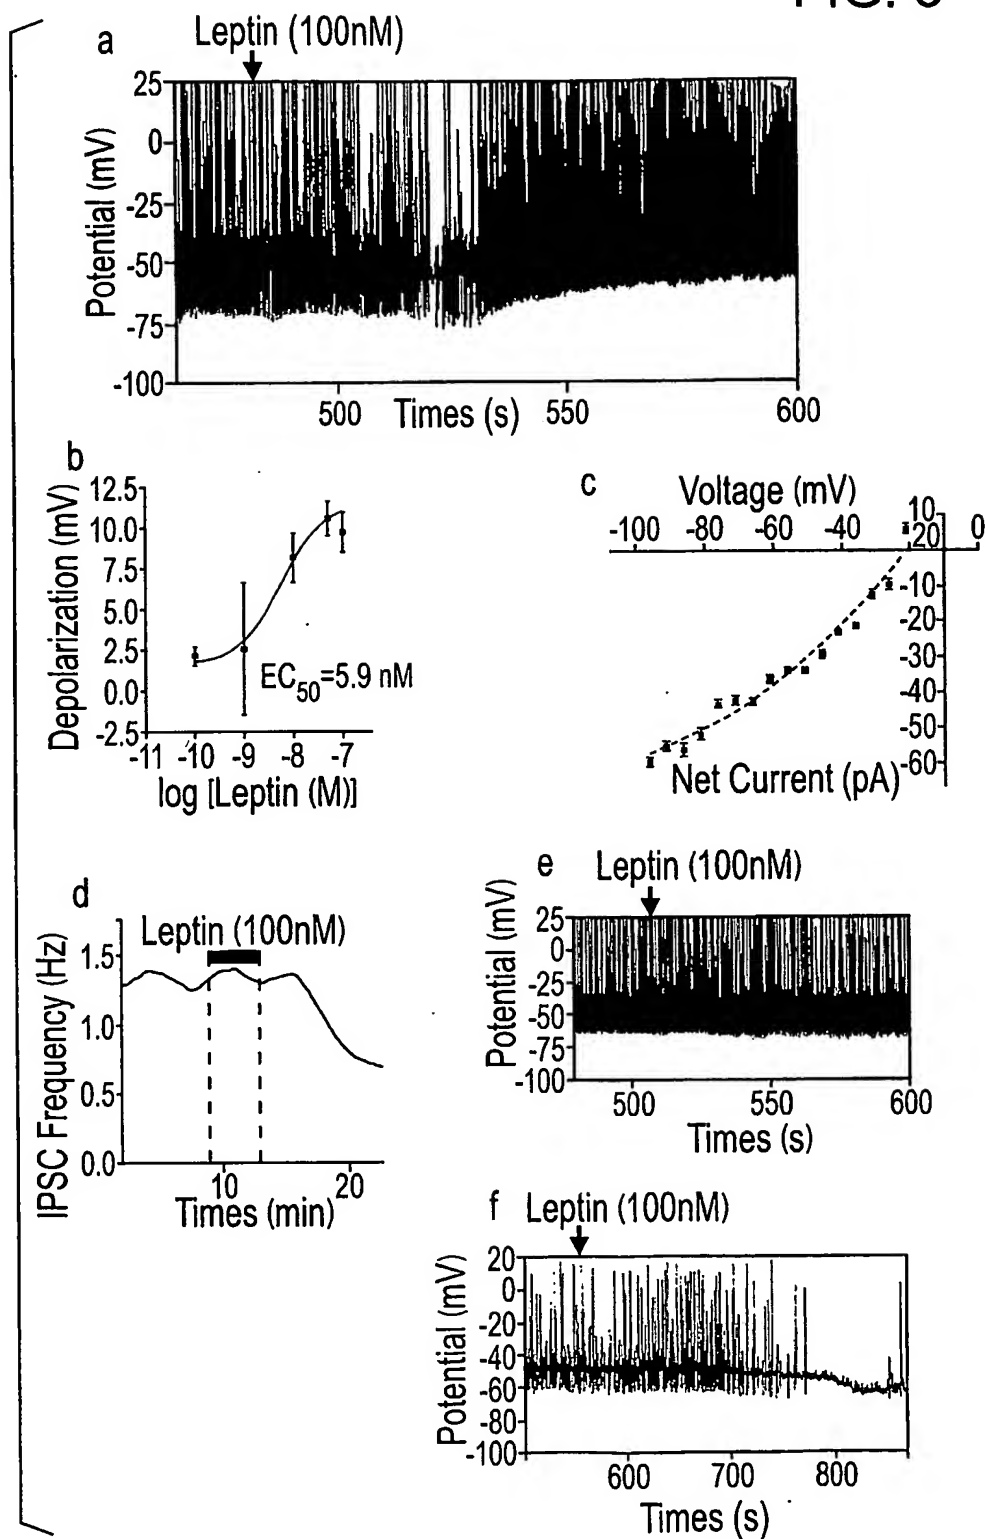 a
Leptin (100nM)
Potential (mV)
25
0
-25
-50
-75
-100
500
550
600
Times (s)
b
Depolarization (mV)
12.5
10.0
7.5
5.0
2.5
0.0
-2.5
EC50=5.9 nM
-11 -10 -9 -8 -7
log [Leptin (M)]
c
Voltage (mV)
-100 -80 -60 -40 20 0
10
-10
-20
-30
-40
-50
-60
Net Current (pA)
d
Leptin (100nM)
IPSC Frequency (Hz)
1.5
1.0
0.5
0.0
10 20
Times (min)
e
Leptin (100nM)
Potential (mV)
25
0
-25
-50
-75
-100
500 550 600
Times (s)
f
Leptin (100nM)
Potential (mV)
20
0
-20
-40
-60
-80
-100
600 700 800
Times (s)